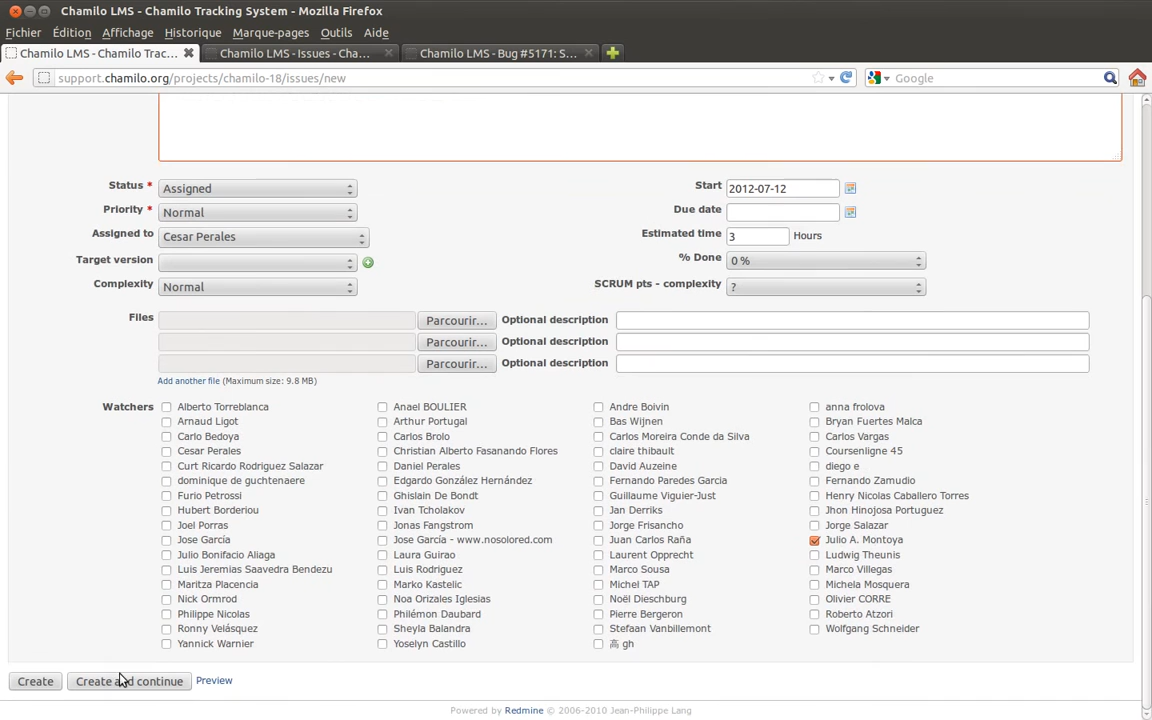 Chamilo LMS - Chamilo Tracking System - Mozilla Firefox
Fichier Édition Affichage Historique Marque-pages Outils Aide
Chamilo LMS - Chamilo Trac... Chamilo LMS - Issues - Cha... Chamilo LMS - Bug #5171: S...
support.chamilo.org/projects/chamilo-18/issues/new Google
Status * Assigned Start 2012-07-12
Priority * Normal Due date
Assigned to Cesar Perales Estimated time 3 Hours
Target version % Done 0 %
Complexity Normal SCRUM pts - complexity ?
Files Parcourir... Optional description
Parcourir... Optional description
Parcourir... Optional description
Add another file (Maximum size: 9.8 MB)
Watchers Alberto Torreblanca Anael BOULIER Andre Boivin anna frolova
Arnaud Ligot Arthur Portugal Bas Wijnen Bryan Fuertes Malca
Carlo Bedoya Carlos Brolo Carlos Moreira Conde da Silva Carlos Vargas
Cesar Perales Christian Alberto Fasanando Flores claire thibault Coursenligne 45
Curt Ricardo Rodriguez Salazar Daniel Perales David Auzeine diego e
dominique de guchtenaere Edgardo González Hernández Fernando Paredes Garcia Fernando Zamudio
Furio Petrossi Ghislain De Bondt Guillaume Viguier-Just Henry Nicolas Caballero Torres
Hubert Borderiou Ivan Tcholakov Jan Derriks Jhon Hinojosa Portuguez
Joel Porras Jonas Fangstrom Jorge Frisancho Jorge Salazar
Jose García Jose García - www.nosolored.com Juan Carlos Raña Julio A. Montoya
Julio Bonifacio Aliaga Laura Guirao Laurent Opprecht Ludwig Theunis
Luis Jeremias Saavedra Bendezu Luis Rodriguez Marco Sousa Marco Villegas
Maritza Placencia Marko Kastelic Michel TAP Michela Mosquera
Nick Ormrod Noa Orizales Iglesias Noël Dieschburg Olivier CORRE
Philippe Nicolas Philémon Daubard Pierre Bergeron Roberto Atzori
Ronny Velásquez Sheyla Balandra Stefaan Vanbillemont Wolfgang Schneider
Yannick Warnier Yoselyn Castillo 高 gh
Create Create and continue Preview
Powered by Redmine © 2006-2010 Jean-Philippe Lang